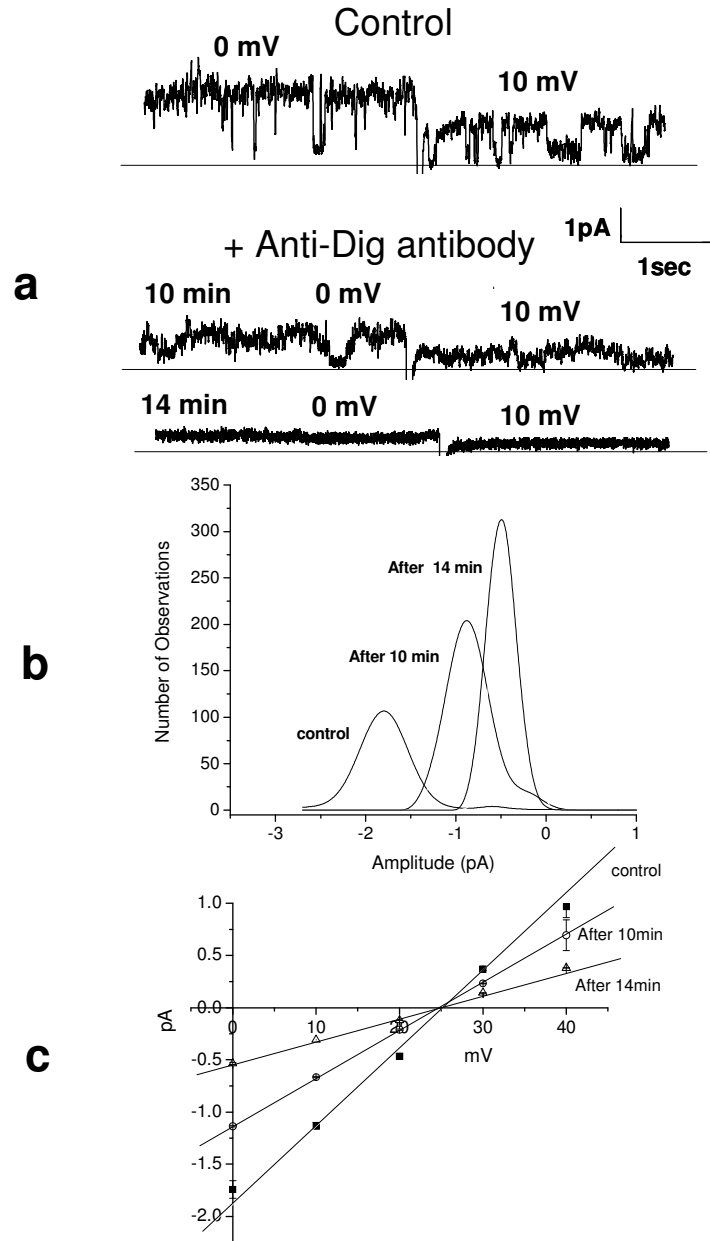 Control
0 mV
10 mV
1pA
1sec
+ Anti-Dig antibody
a
10 min
0 mV
10 mV
14 min
0 mV
10 mV
b
Number of Observations
350
300
250
200
150
100
50
0
After 14 min
After 10 min
control
-3
-2
-1
0
1
Amplitude (pA)
c
pA
1.0
0.5
0.0
-0.5
-1.0
-1.5
-2.0
0
10
20
30
40
mV
control
After 10min
After 14min